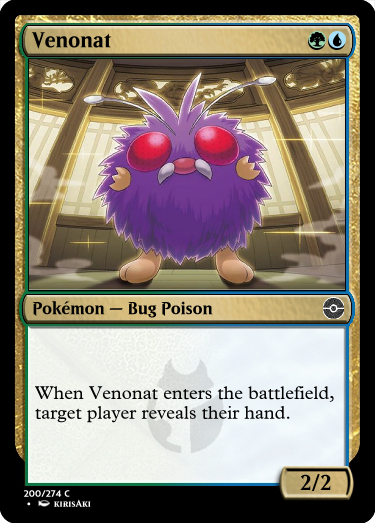 Venonat
Pokémon — Bug Poison
When Venonat enters the battlefield,
target player reveals their hand.
2/2
200/274 C
• KIRISAKI